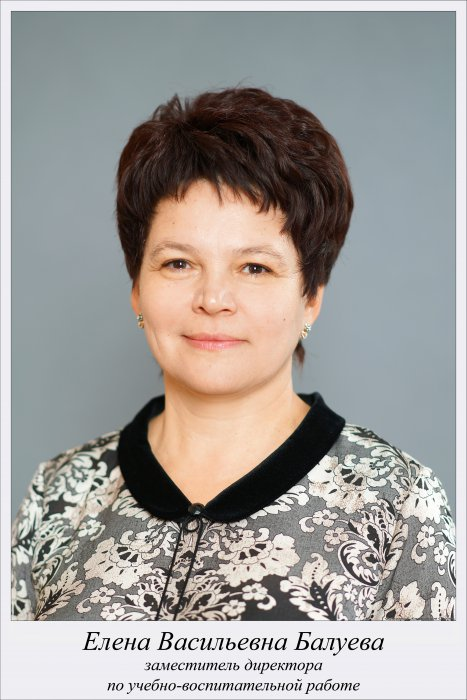 Елена Васильевна Балуева
заместитель директора
по учебно-воспитательной работе